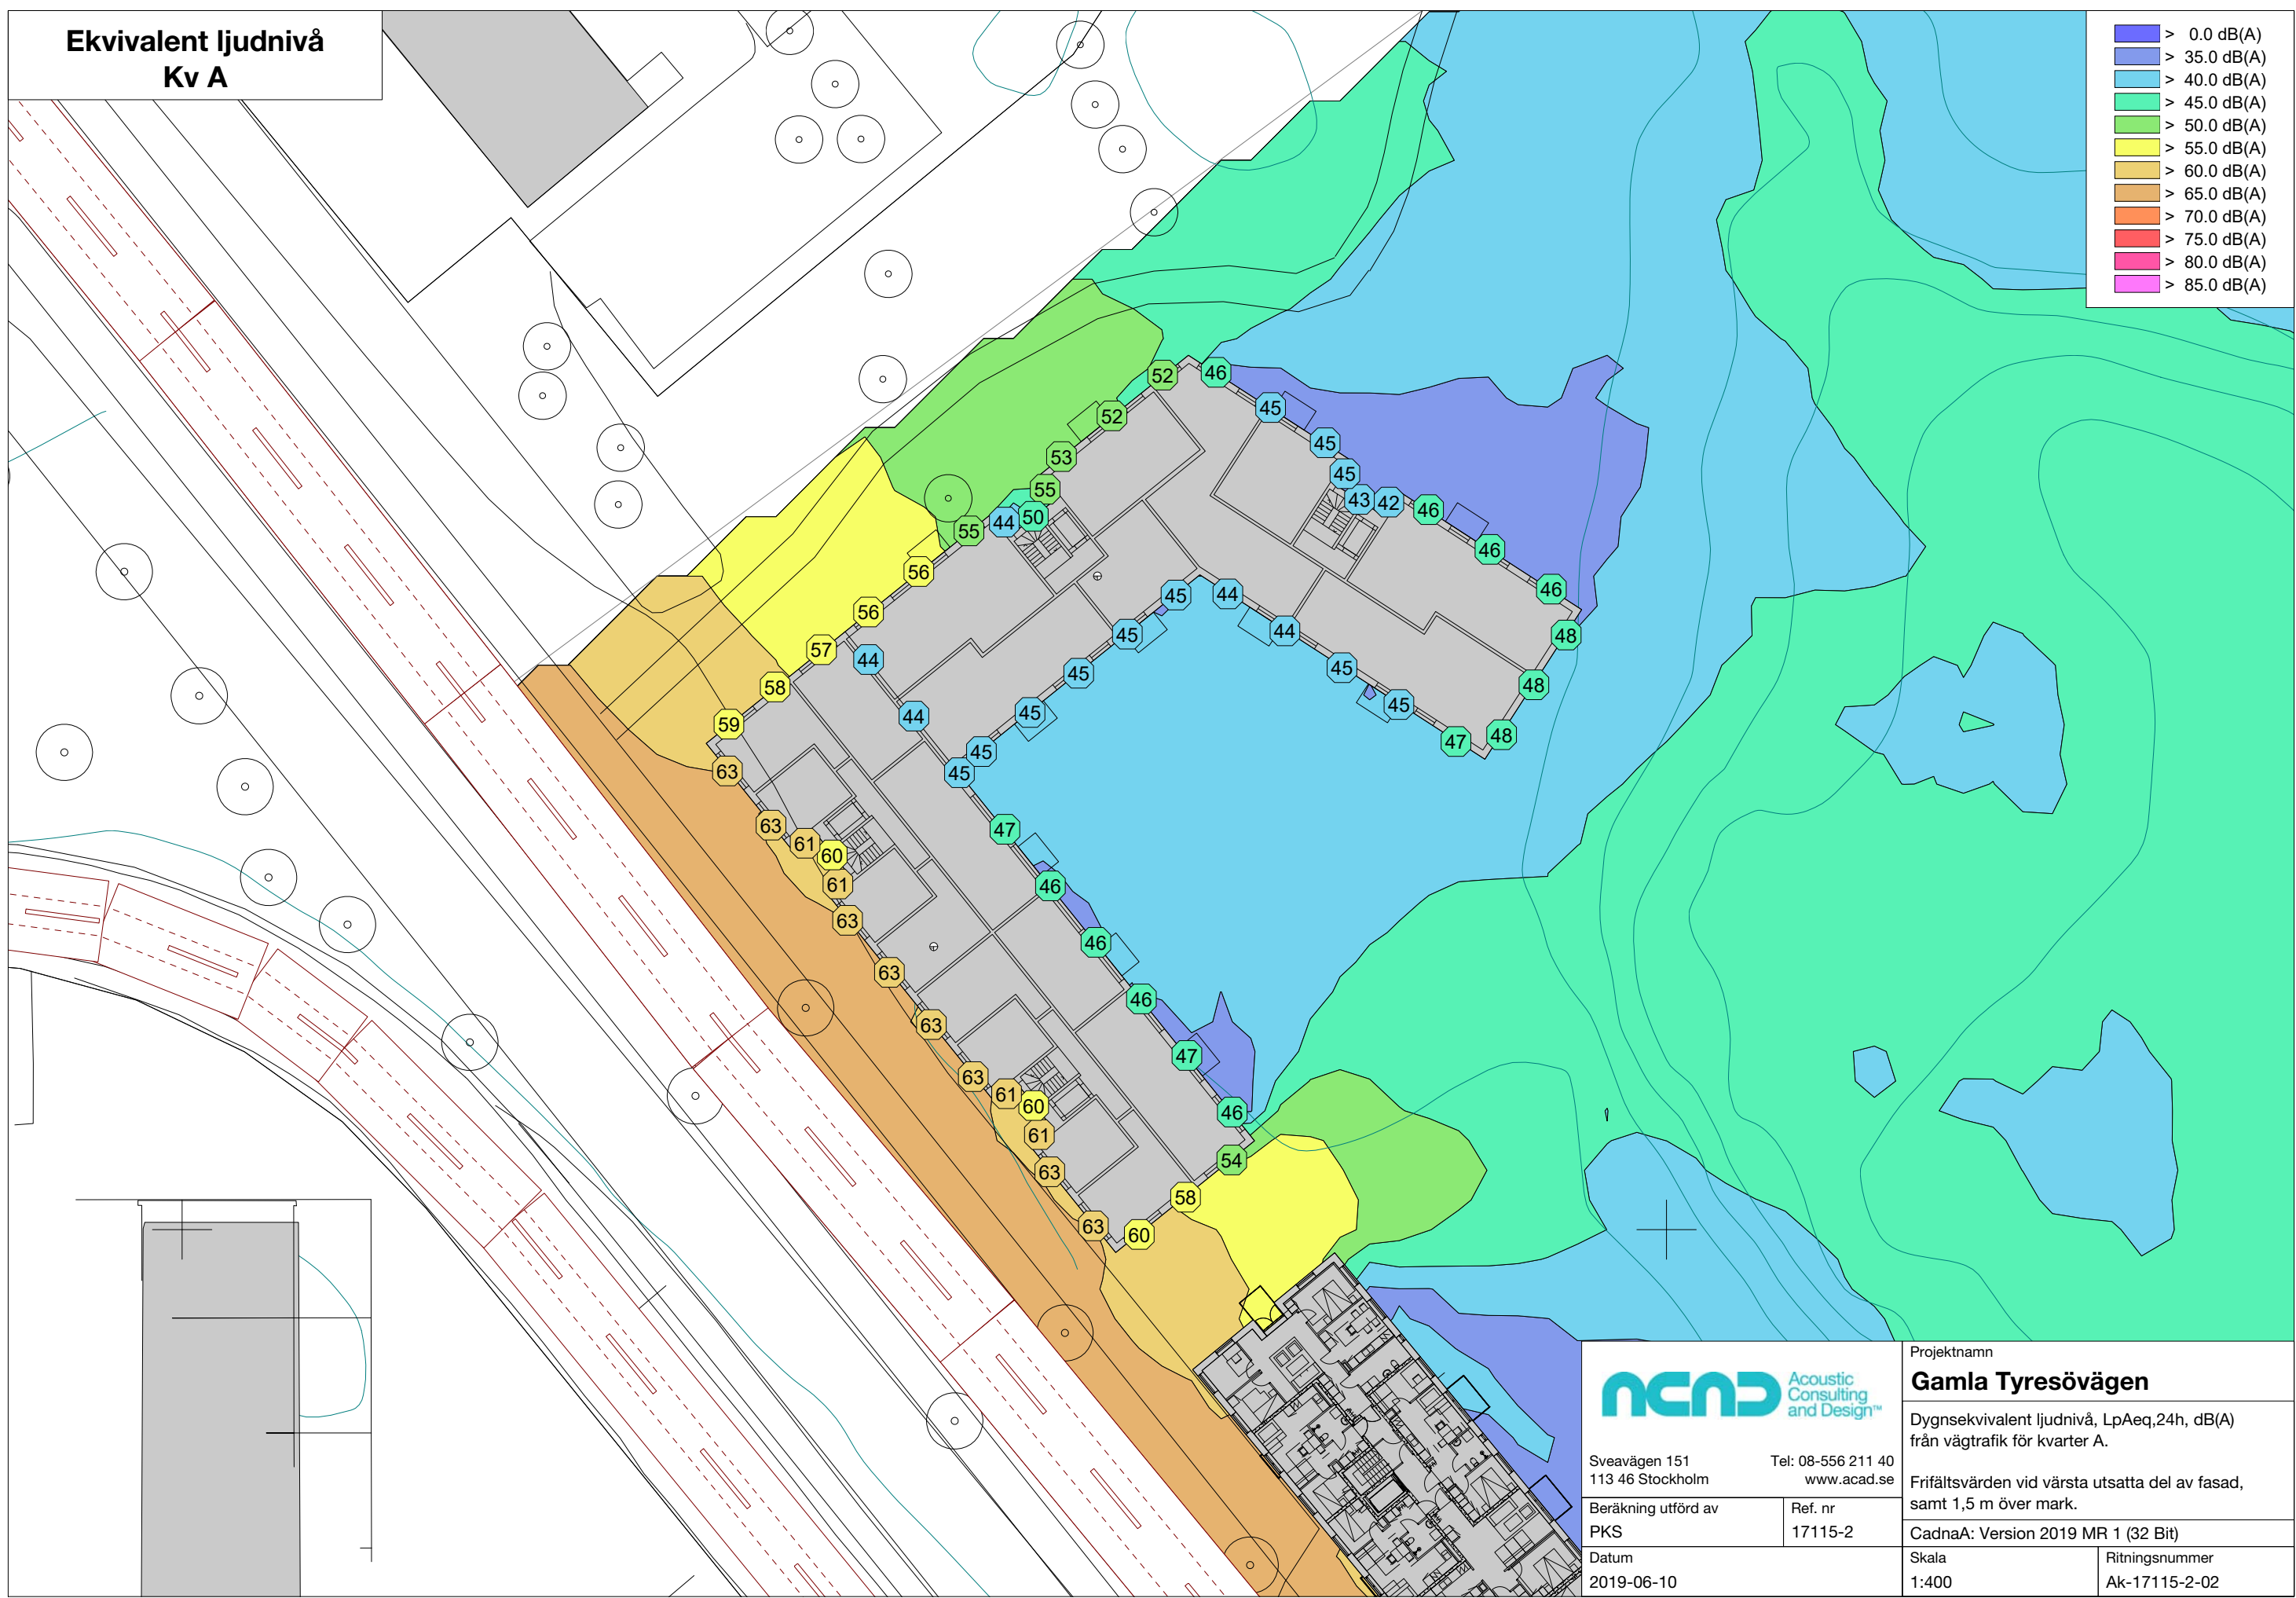 Ekvivalent ljudnivå
Kv A
> 0.0 dB(A)
> 35.0 dB(A)
> 40.0 dB(A)
> 45.0 dB(A)
> 50.0 dB(A)
> 55.0 dB(A)
> 60.0 dB(A)
> 65.0 dB(A)
> 70.0 dB(A)
> 75.0 dB(A)
> 80.0 dB(A)
> 85.0 dB(A)
52
46
45
52
45
53
45
55
43
42
46
44
50
55
46
56
46
45
44
56
45
44
48
57
44
45
45
58
48
45
45
44
59
47
48
45
45
63
63
47
61
60
61
46
63
46
63
46
63
47
63
61
60
46
61
54
63
58
63
60
ACAD
Acoustic
Consulting
and Design™
Sveavägen 151
Tel: 08-556 211 40
113 46 Stockholm
www.acad.se
Beräkning utförd av
PKS
Ref. nr
17115-2
Datum
2019-06-10
Projektnamn
Gamla Tyresövägen
Dygnsekvivalent ljudnivå, LpAeq,24h, dB(A)
från vägtrafik för kvarter A.
Frifältsvärden vid värsta utsatta del av fasad,
samt 1,5 m över mark.
CadnaA: Version 2019 MR 1 (32 Bit)
Skala
1:400
Ritningsnummer
Ak-17115-2-02